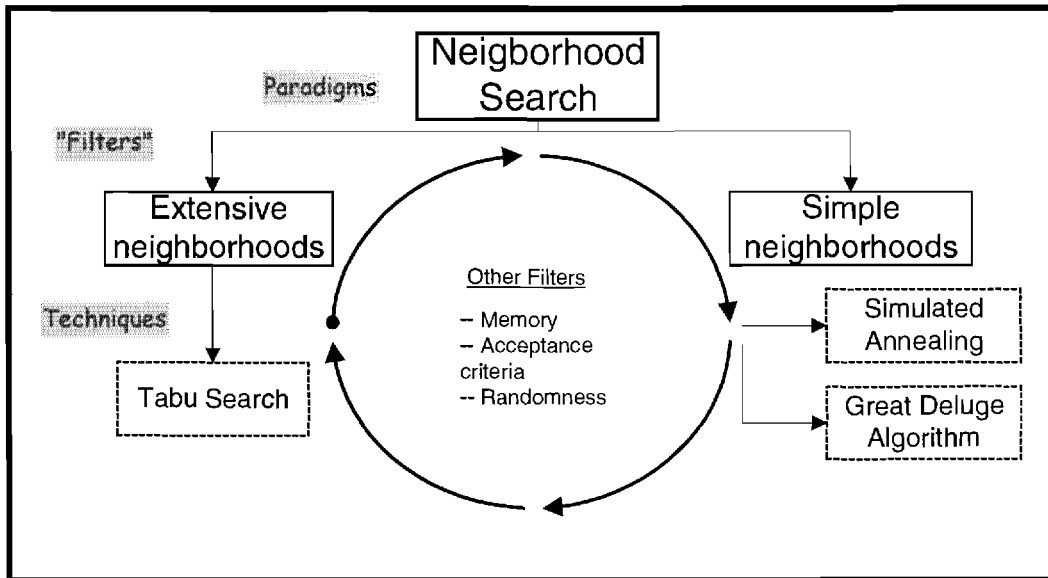 Neigborhood
Search
Paradigms
"Filters"
Extensive
neighborhoods
Simple
neighborhoods
Techniques
Tabu Search
Other Filters
-- Memory
-- Acceptance
criteria
-- Randomness
Simulated
Annealing
Great Deluge
Algorithm